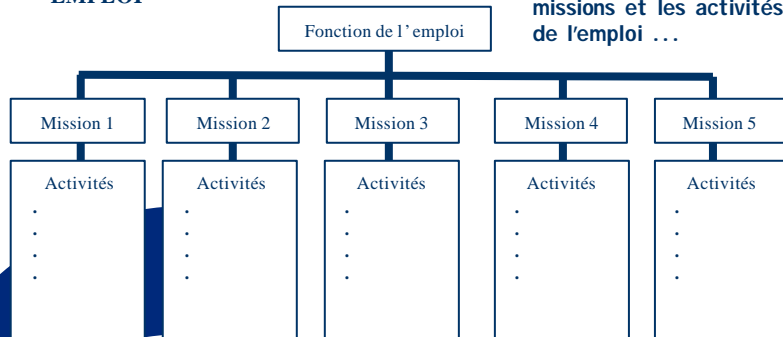 EMPLOI
missions et les activités
de l'emploi ...
Fonction de l'emploi
Mission 1
Mission 2
Mission 3
Mission 4
Mission 5
Activités
.
.
.
.
Activités
.
.
.
.
Activités
.
.
.
.
Activités
.
.
.
.
Activités
.
.
.
.